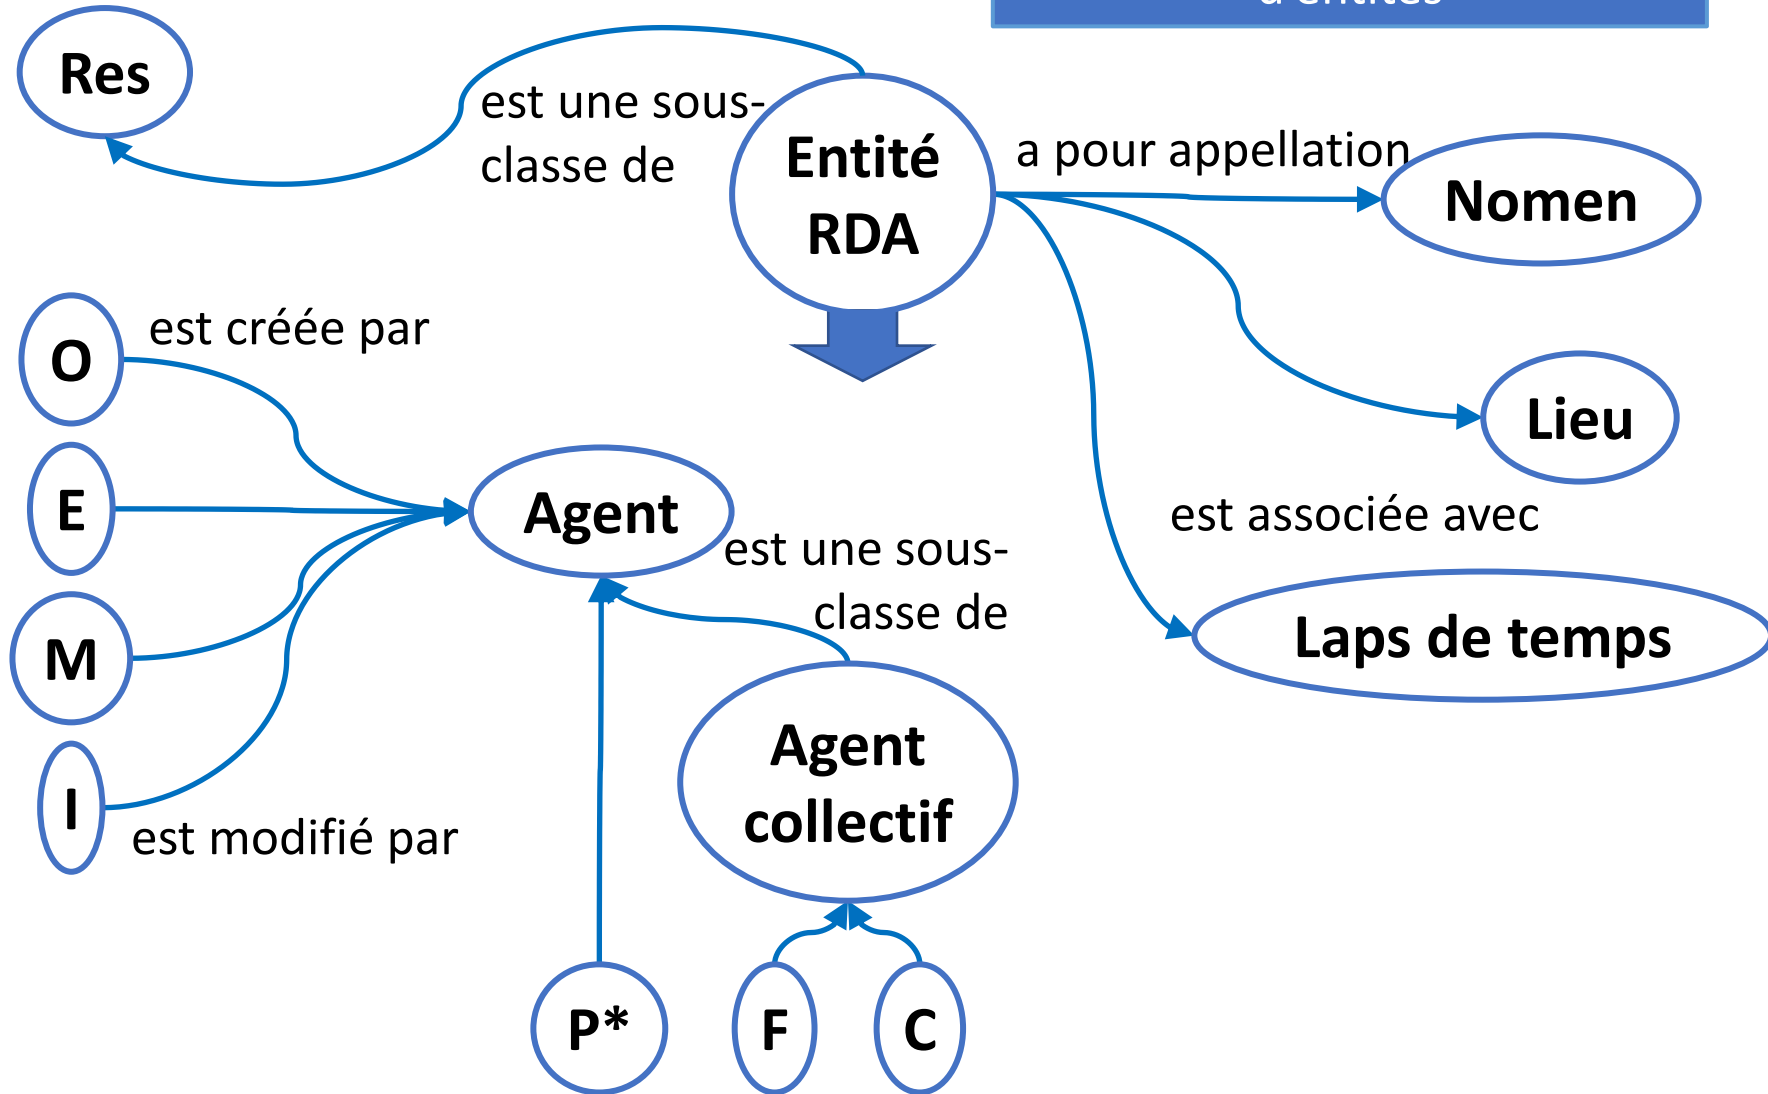 d'entités
Res
est une sous-
classe de
Entité
RDA
a pour appellation
Nomen
O
est créée par
Lieu
E
Agent
est associée avec
est une sous-
classe de
Laps de temps
M
Agent
collectif
I
est modifié par
P*
F
C